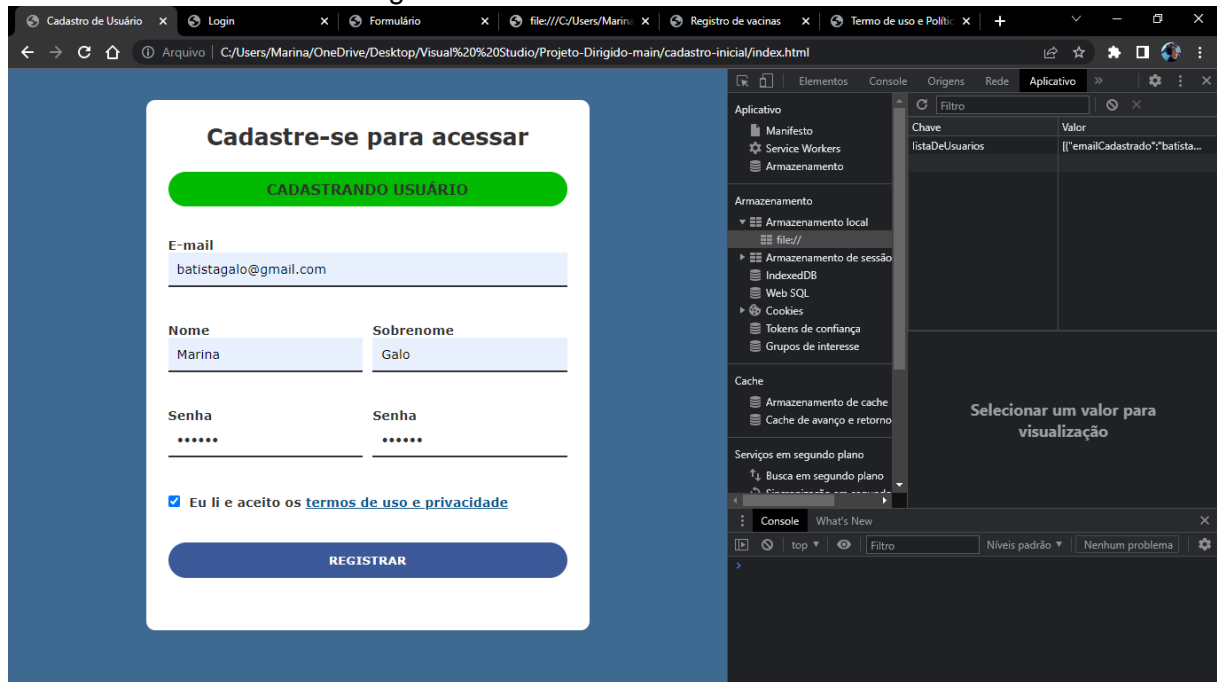 Cadastro de Usuário
Login
Formulário
file:///C:/Users/Marina
Registro de vacinas
Termo de uso e Polític
Arquivo | C:/Users/Marina/OneDrive/Desktop/Visual%20%20Studio/Projeto-Dirigido-main/cadastro-inicial/index.html
Cadastre-se para acessar
CADASTRANDO USUÁRIO
E-mail
batistagalo@gmail.com
Nome Sobrenome
Marina Galo
Senha Senha
•••••• ••••••
Eu li e aceito os termos de uso e privacidade
REGISTRAR
Elementos Console Origens Rede Aplicativo »
Aplicativo
Manifesto
Service Workers
Armazenamento
Armazenamento
Armazenamento local
file://
Armazenamento de sessão
IndexedDB
Web SQL
Cookies
Tokens de confiança
Grupos de interesse
Cache
Armazenamento de cache
Cache de avanço e retorno
Serviços em segundo plano
Busca em segundo plano
Filtro
Chave Valor
listaDeUsuarios [{"emailCadastrado":"batista...
Selecionar um valor para
visualização
Console What's New
top Filtro Níveis padrão Nenhum problema